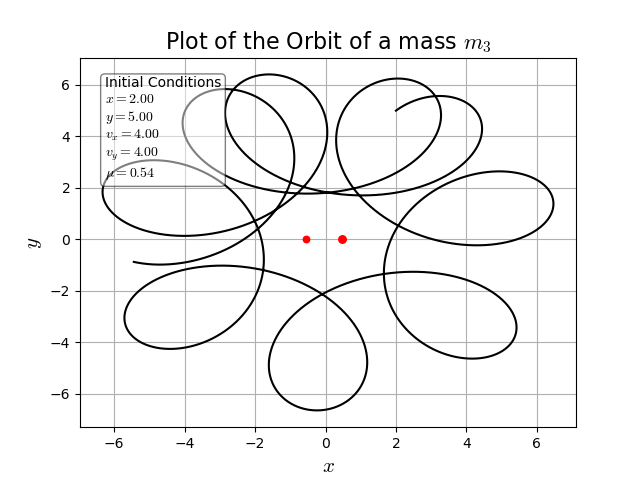 Plot of the Orbit of a mass m₃
Initial Conditions
x = 2.00
y = 5.00
vₓ = 4.00
v_y = 4.00
μ = 0.54
6
4
2
0
−2
−4
−6
y
−6 −4 −2 0 2 4 6
x